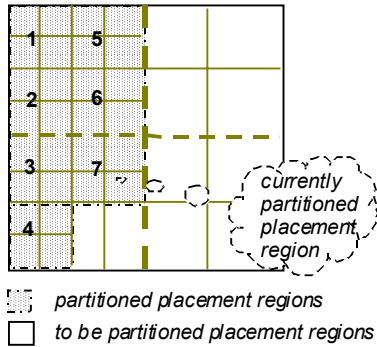 1 5
2 6
3 7
4
currently
partitioned
placement
region
partitioned placement regions
to be partitioned placement regions